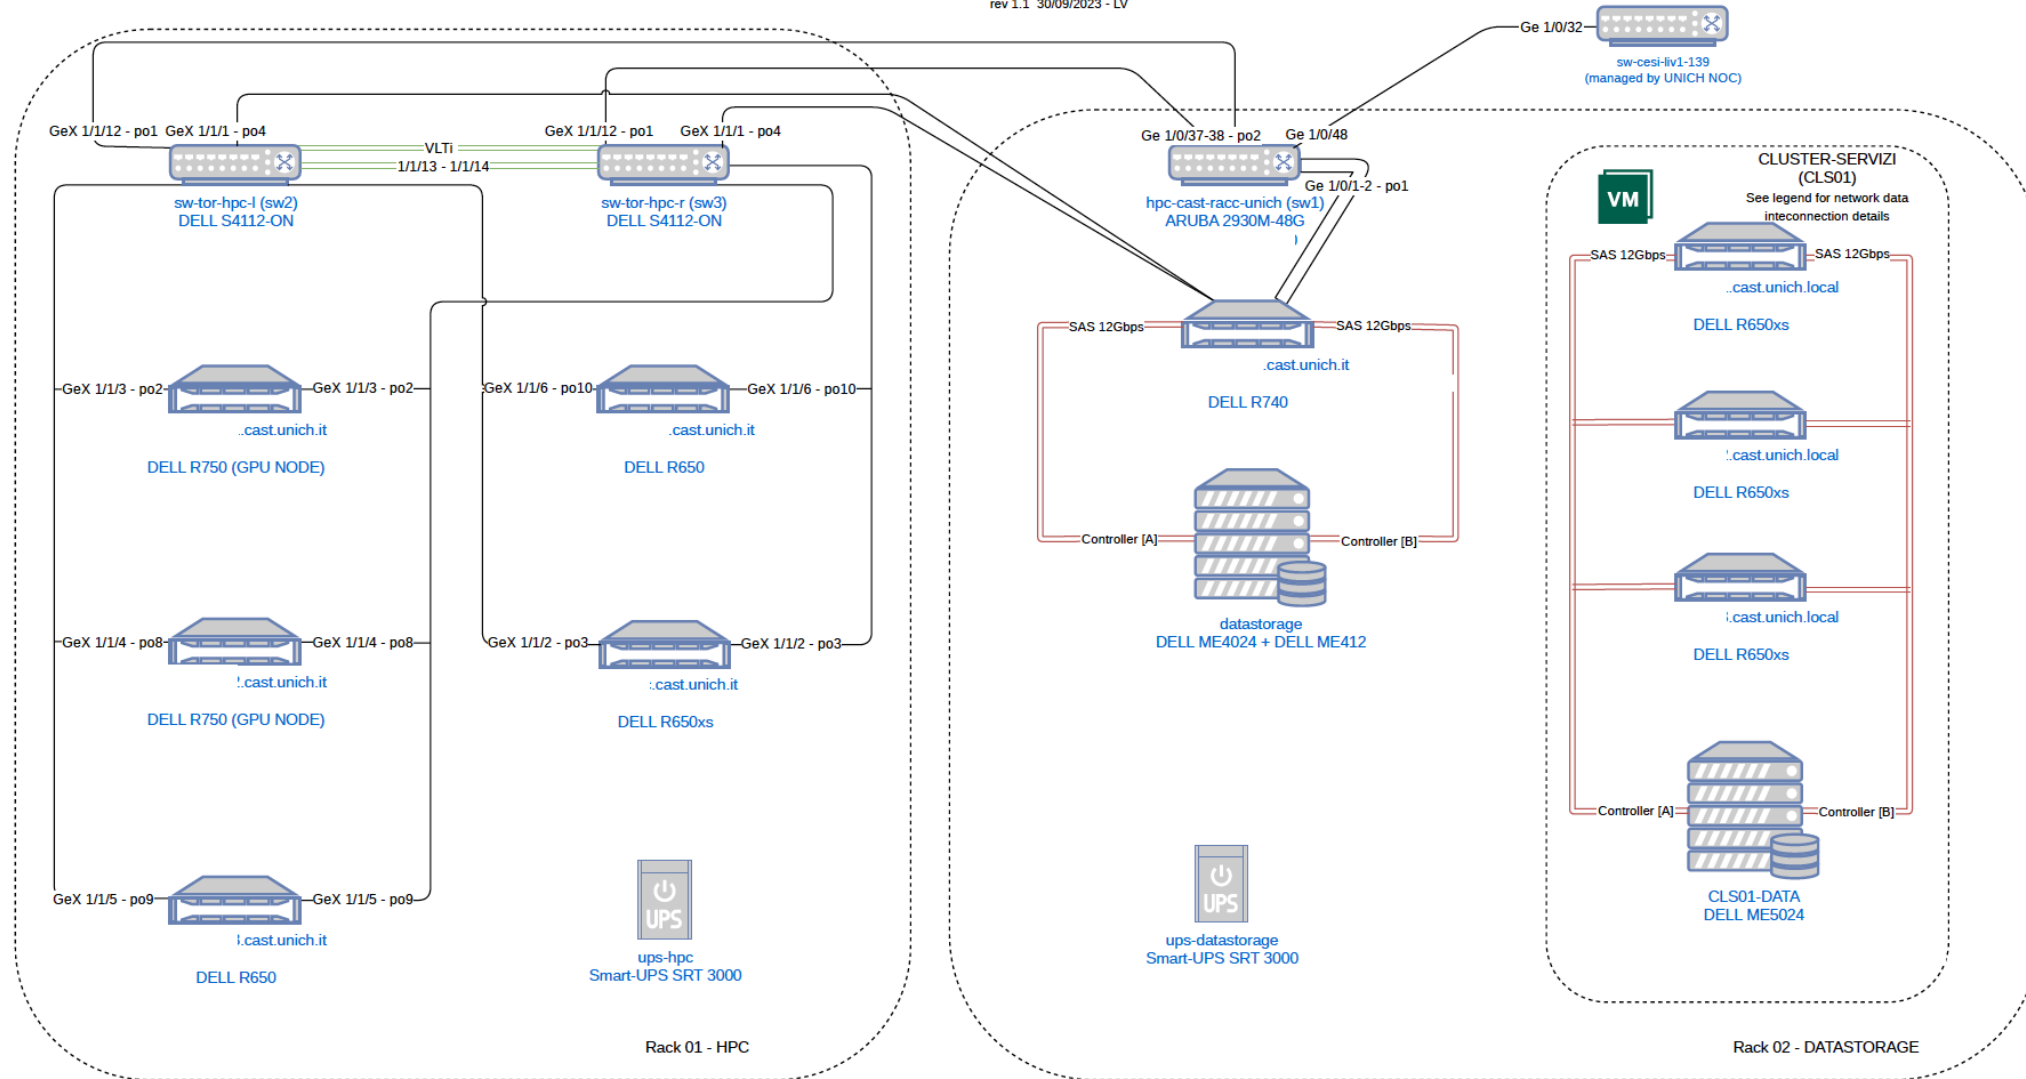 rev 1.1 30/09/2023 - LV
Ge 1/0/32
sw-cesi-liv1-139
(managed by UNICH NOC)
GeX 1/1/12 - po1
GeX 1/1/1 - po4
VLTi
1/1/13 - 1/1/14
GeX 1/1/12 - po1
GeX 1/1/1 - po4
sw-tor-hpc-l (sw2)
DELL S4112-ON
sw-tor-hpc-r (sw3)
DELL S4112-ON
GeX 1/1/3 - po2
GeX 1/1/3 - po2
.cast.unich.it
DELL R750 (GPU NODE)
GeX 1/1/6 - po10
GeX 1/1/6 - po10
.cast.unich.it
DELL R650
GeX 1/1/4 - po8
GeX 1/1/4 - po8
.cast.unich.it
DELL R750 (GPU NODE)
GeX 1/1/2 - po3
GeX 1/1/2 - po3
.cast.unich.it
DELL R650xs
GeX 1/1/5 - po9
GeX 1/1/5 - po9
.cast.unich.it
DELL R650
UPS
ups-hpc
Smart-UPS SRT 3000
Rack 01 - HPC
Ge 1/0/37-38 - po2
Ge 1/0/48
Ge 1/0/1-2 - po1
hpc-cast-racc-unich (sw1)
ARUBA 2930M-48G
)
SAS 12Gbps
SAS 12Gbps
.cast.unich.it
DELL R740
Controller [A]
Controller [B]
datastorage
DELL ME4024 + DELL ME412
UPS
ups-datastorage
Smart-UPS SRT 3000
VM
CLUSTER-SERVIZI
(CLS01)
See legend for network data
inteconnection details
SAS 12Gbps
SAS 12Gbps
.cast.unich.local
DELL R650xs
.cast.unich.local
DELL R650xs
.cast.unich.local
DELL R650xs
Controller [A]
Controller [B]
CLS01-DATA
DELL ME5024
Rack 02 - DATASTORAGE